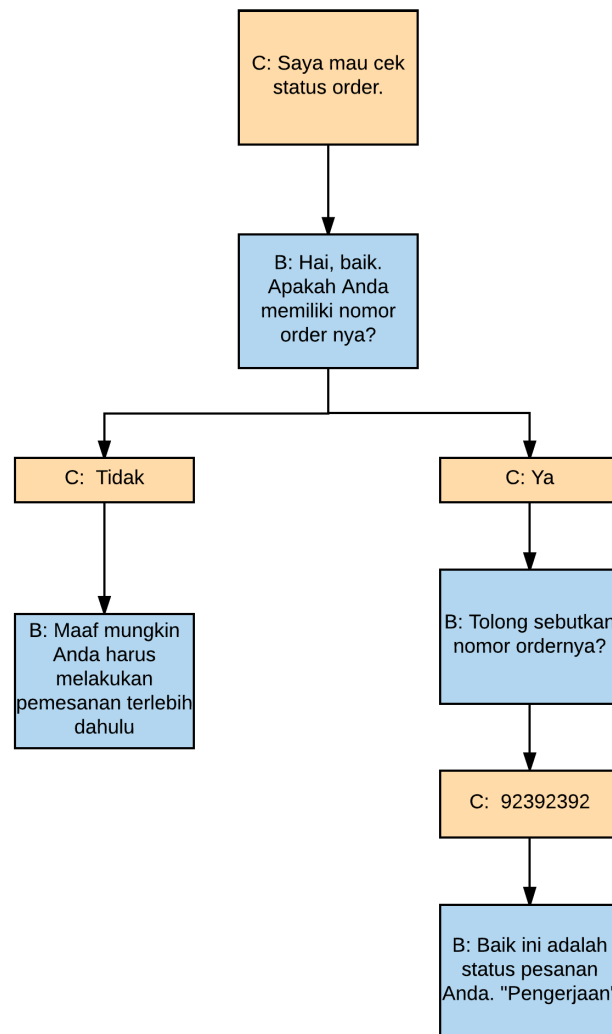 C: Saya mau cek
status order.
B: Hai, baik.
Apakah Anda
memiliki nomor
order nya?
C: Tidak
C: Ya
B: Maaf mungkin
Anda harus
melakukan
pemesanan terlebih
dahulu
B: Tolong sebutkan
nomor ordernya?
C: 92392392
B: Baik ini adalah
status pesanan
Anda. "Pengerjaan"